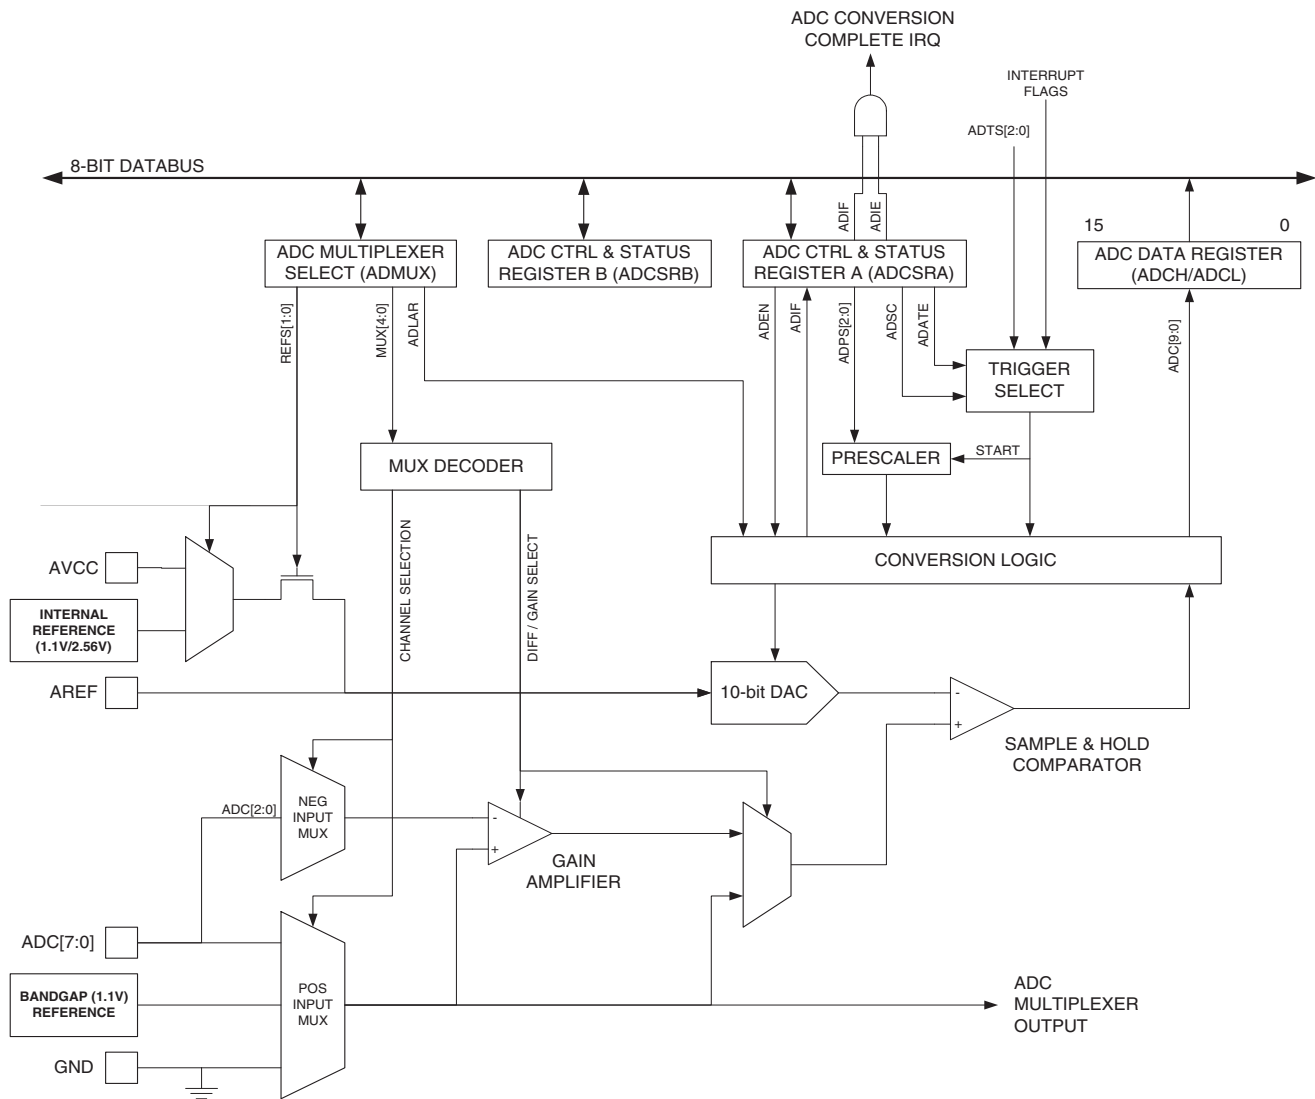 ADC CONVERSION
COMPLETE IRQ
INTERRUPT
FLAGS
ADTS[2:0]
8-BIT DATABUS
ADIF
ADIE
15
0
ADC MULTIPLEXER
SELECT (ADMUX)
ADC CTRL & STATUS
REGISTER B (ADCSRB)
ADC CTRL & STATUS
REGISTER A (ADCSRA)
ADC DATA REGISTER
(ADCH/ADCL)
REFS[1:0]
MUX[4:0]
ADLAR
ADEN
ADIF
ADPS[2:0]
ADSC
ADATE
ADC[9:0]
TRIGGER
SELECT
MUX DECODER
PRESCALER
START
CHANNEL SELECTION
DIFF / GAIN SELECT
CONVERSION LOGIC
AVCC
INTERNAL
REFERENCE
(1.1V/2.56V)
AREF
10-bit DAC
-
+
SAMPLE & HOLD
COMPARATOR
ADC[2:0]
NEG
INPUT
MUX
-
+
GAIN
AMPLIFIER
ADC[7:0]
BANDGAP (1.1V)
REFERENCE
POS
INPUT
MUX
ADC
MULTIPLEXER
OUTPUT
GND